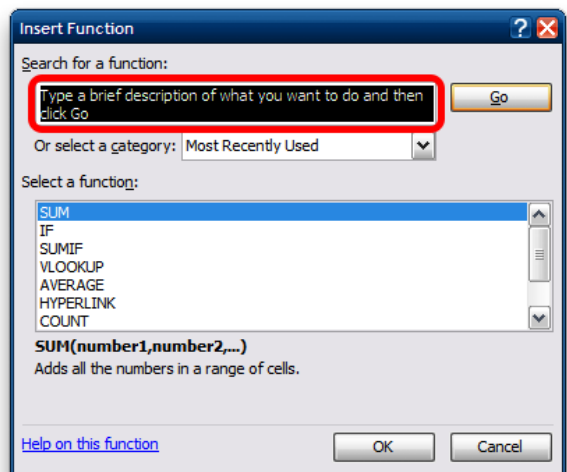 Insert Function
Search for a function:
Type a brief description of what you want to do and then
click Go
Go
Or select a category: Most Recently Used
Select a function:
SUM
IF
SUMIF
VLOOKUP
AVERAGE
HYPERLINK
COUNT
SUM(number1,number2,...)
Adds all the numbers in a range of cells.
Help on this function
OK
Cancel